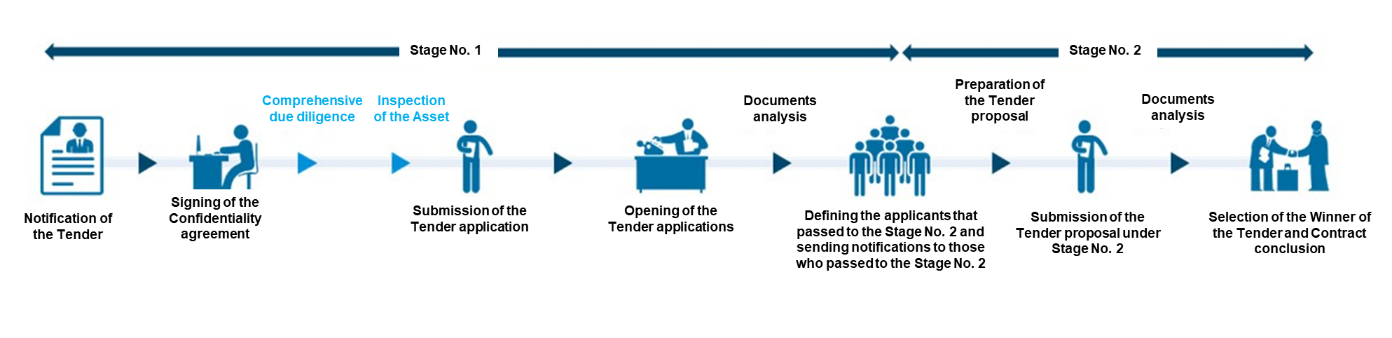 Stage No. 1
Stage No. 2
Comprehensive
due diligence
Inspection
of the Asset
Documents
analysis
Preparation of
the Tender
proposal
Documents
analysis
Notification of
the Tender
Signing of the
Confidentiality
agreement
Submission of the
Tender application
Opening of the
Tender applications
Defining the applicants that
passed to the Stage No. 2 and
sending notifications to those
who passed to the Stage No. 2
Submission of the
Tender proposal under
Stage No. 2
Selection of the Winner of
the Tender and Contract
conclusion